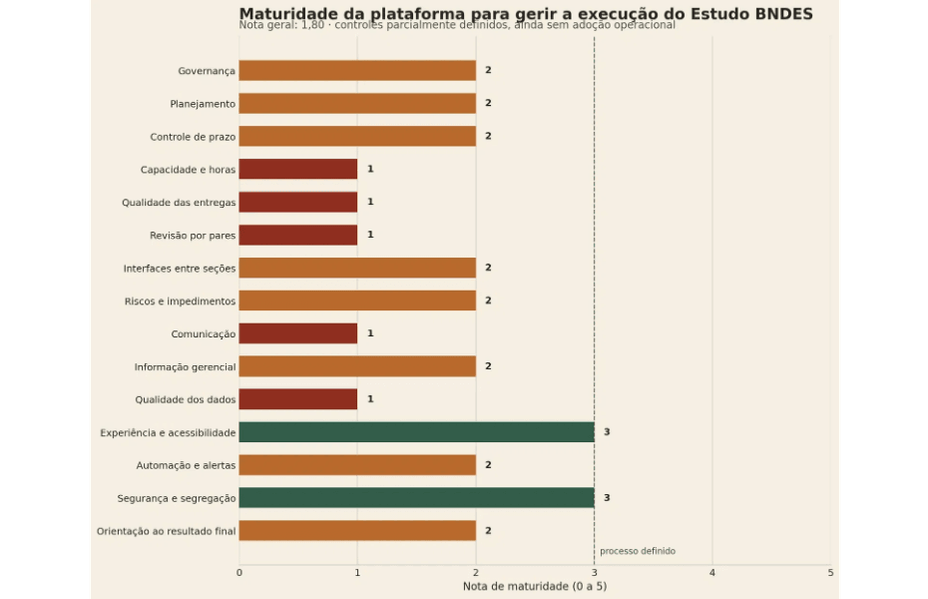 Maturidade da plataforma para gerir a execução do Estudo BNDES
Nota geral: 1,80 · controles parcialmente definidos, ainda sem adoção operacional
Governança 2
Planejamento 2
Controle de prazo 2
Capacidade e horas 1
Qualidade das entregas 1
Revisão por pares 1
Interfaces entre seções 2
Riscos e impedimentos 2
Comunicação 1
Informação gerencial 2
Qualidade dos dados 1
Experiência e acessibilidade 3
Automação e alertas 2
Segurança e segregação 3
Orientação ao resultado final 2
processo definido
0 1 2 3 4 5
Nota de maturidade (0 a 5)